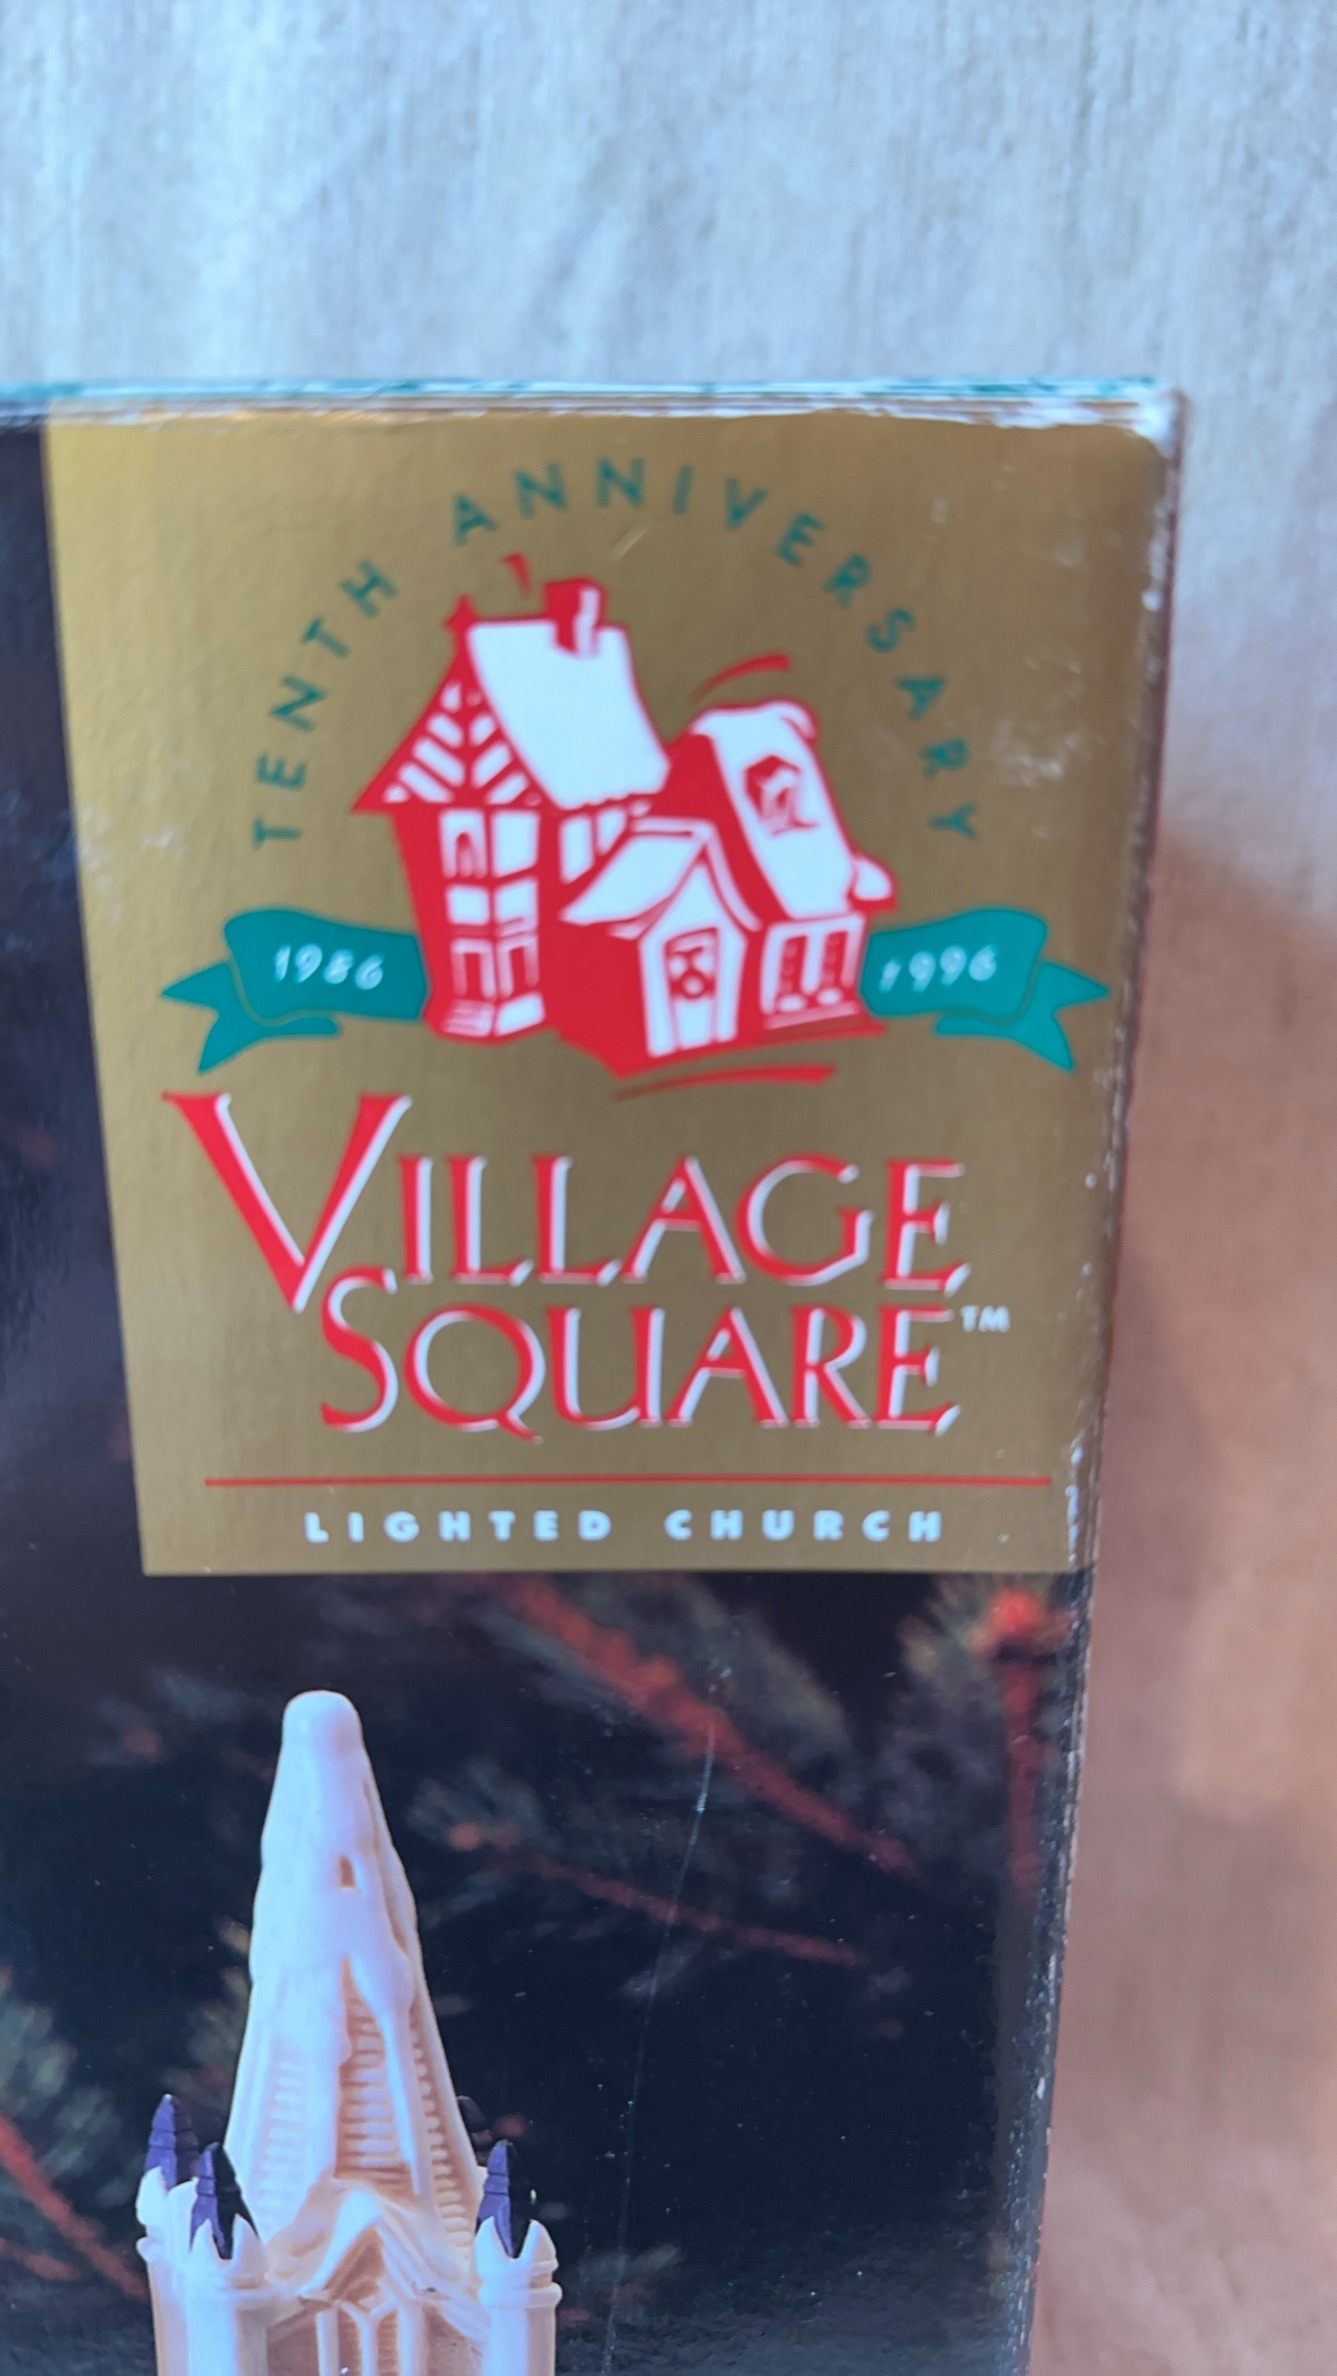 TENTH ANNIVERSARY
1986 1996
VILLAGE
SQUARE™
LIGHTED CHURCH